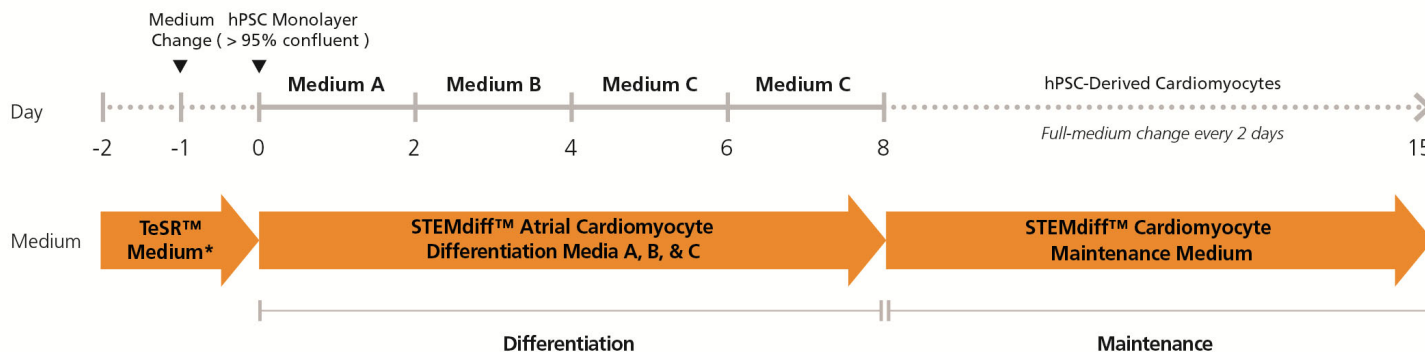 Medium hPSC Monolayer
Change ( > 95% confluent )
Medium A Medium B Medium C Medium C hPSC-Derived Cardiomyocytes
Day
Full-medium change every 2 days
-2 -1 0 2 4 6 8 15
Medium
TeSR™
Medium*
STEMdiff™ Atrial Cardiomyocyte
Differentiation Media A, B, & C
STEMdiff™ Cardiomyocyte
Maintenance Medium
Differentiation Maintenance